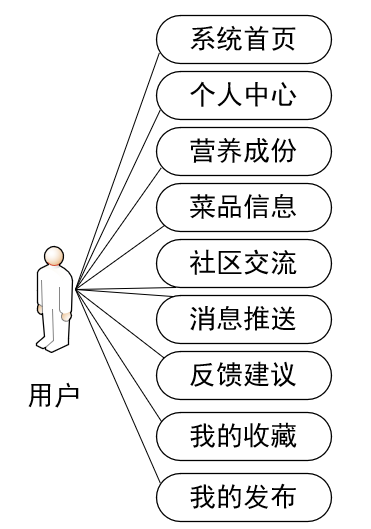 系统首页
个人中心
营养成份
菜品信息
社区交流
消息推送
反馈建议
用户
我的收藏
我的发布